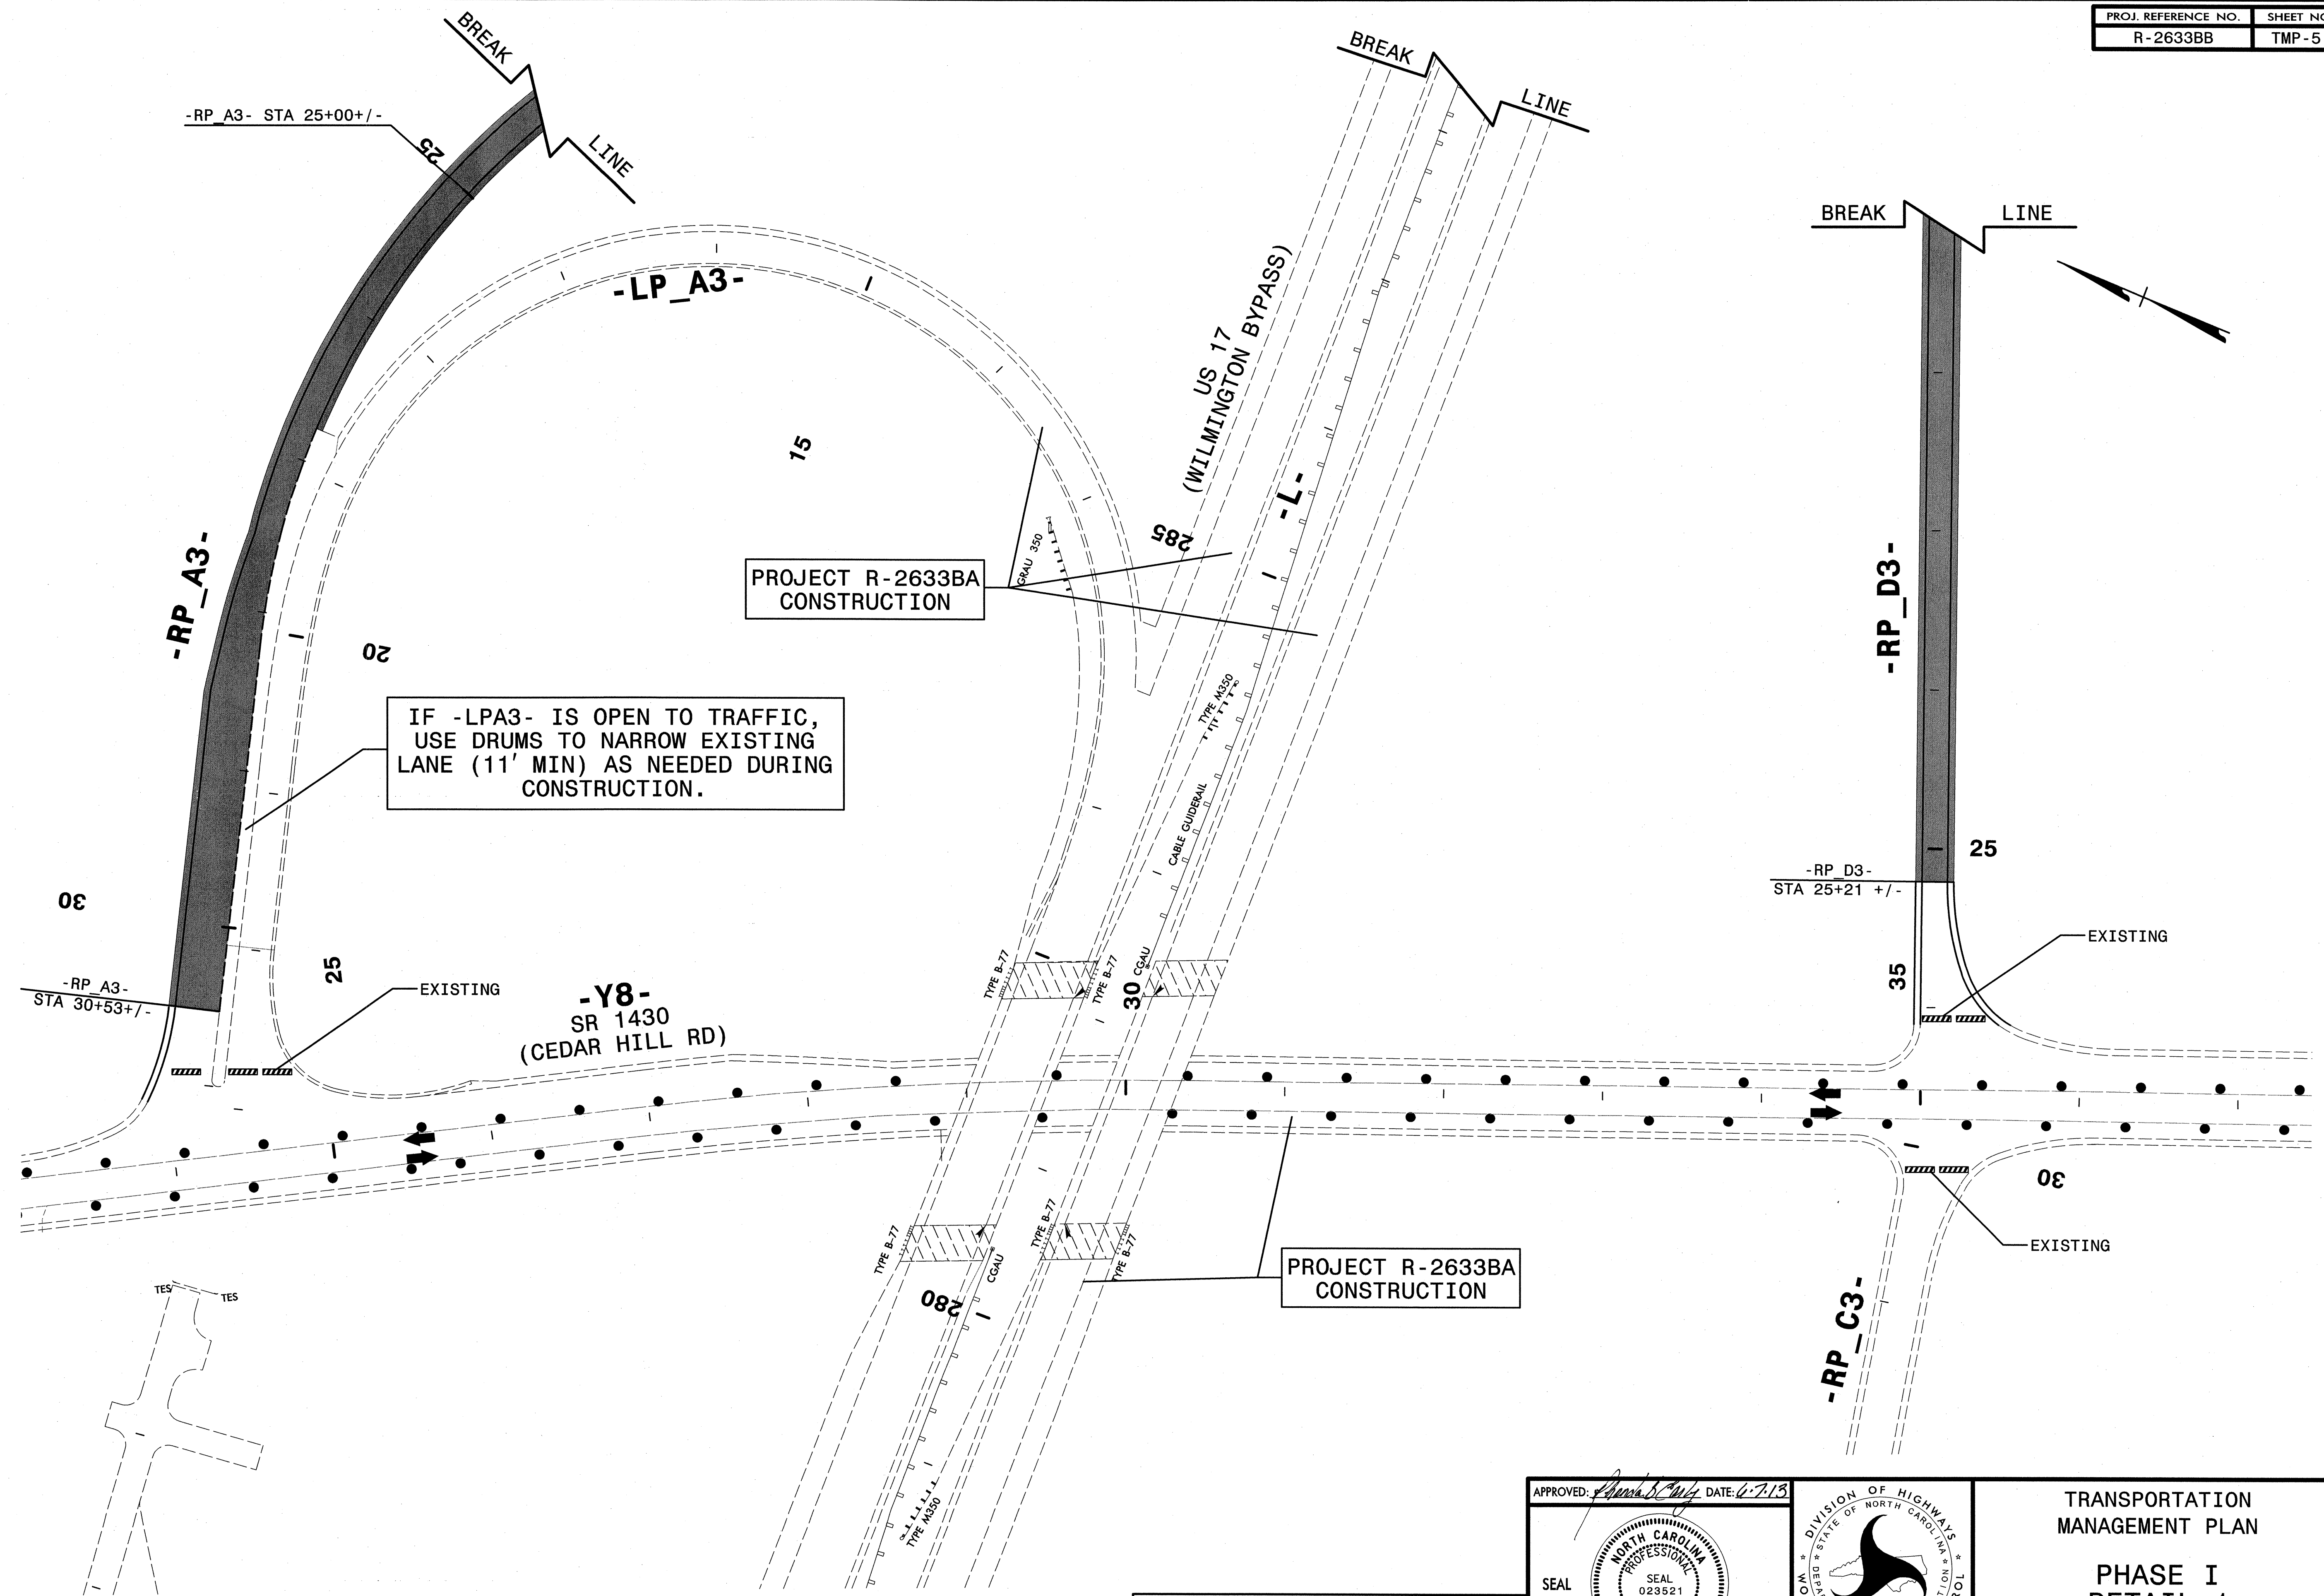 PROJ. REFERENCE NO.
SHEET NO
R-2633BB
TMP-5
BREAK
LINE
BREAK
LINE
BREAK
LINE
-RP_A3- STA 25+00+/-
25
-LP_A3-
US 17
(WILMINGTON BYPASS)
-L-
15
285
GRAU 350
PROJECT R-2633BA
CONSTRUCTION
-RP_A3-
-RP_D3-
20
IF -LPA3- IS OPEN TO TRAFFIC,
USE DRUMS TO NARROW EXISTING
LANE (11' MIN) AS NEEDED DURING
CONSTRUCTION.
TYPE M350
CABLE GUIDERAIL
25
-RP_D3-
STA 25+21 +/-
30
EXISTING
35
25
-RP_A3-
STA 30+53+/-
EXISTING
-Y8-
SR 1430
(CEDAR HILL RD)
TYPE B-77
TYPE B-77
30
CGAU
30
EXISTING
TYPE B-77
TYPE B-77
TYPE B-77
CGAU
280
PROJECT R-2633BA
CONSTRUCTION
-RP_C3-
TES
TES
TYPE M350
APPROVED:
DATE: 6-7-13
SEAL
NORTH CAROLINA
PROFESSIONAL
SEAL
023521
DIVISION OF HIGHWAYS
STATE OF NORTH CAROLINA
TRANSPORTATION
MANAGEMENT PLAN
PHASE I